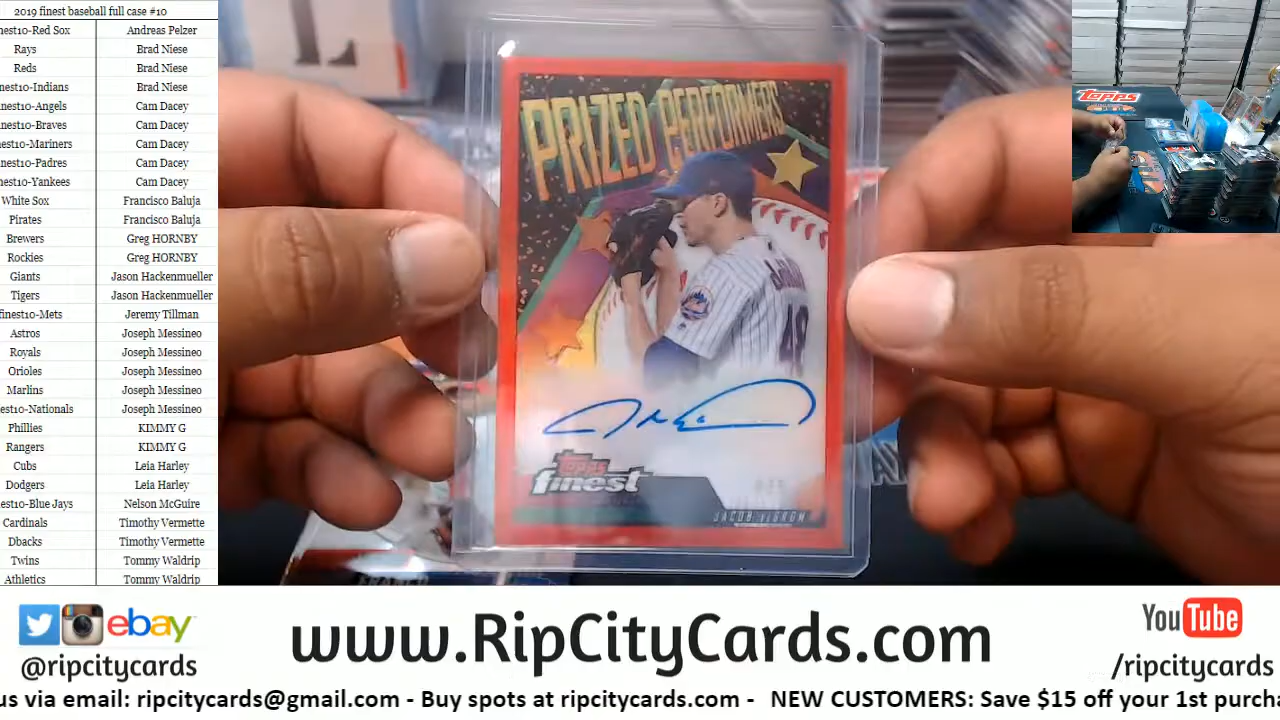 2019 finest baseball full case #10
nest10-Red Sox Andreas Pelzer
Rays Brad Niese
Reds Brad Niese
nest10-Indians Brad Niese
nest10-Angels Cam Dacey
nest10-Braves Cam Dacey
nest10-Mariners Cam Dacey
nest10-Padres Cam Dacey
nest10-Yankees Cam Dacey
White Sox Francisco Baluja
Pirates Francisco Baluja
Brewers Greg HORNBY
Rockies Greg HORNBY
Giants Jason Hackenmueller
Tigers Jason Hackenmueller
finest10-Mets Jeremy Tillman
Astros Joseph Messineo
Royals Joseph Messineo
Orioles Joseph Messineo
Marlins Joseph Messineo
nest10-Nationals Joseph Messineo
Phillies KIMMY G
Rangers KIMMY G
Cubs Leia Harley
Dodgers Leia Harley
nest10-Blue Jays Nelson McGuire
Cardinals Timothy Vermette
Dbacks Timothy Vermette
Twins Tommy Waldrip
Athletics Tommy Waldrip
PRIZED PERFORMERS
Mets
Topps
finest
JACOB deGROM
Topps
ebay
@ripcitycards
www.RipCityCards.com
YouTube
/ripcitycards
us via email: ripcitycards@gmail.com - Buy spots at ripcitycards.com - NEW CUSTOMERS: Save $15 off your 1st purcha